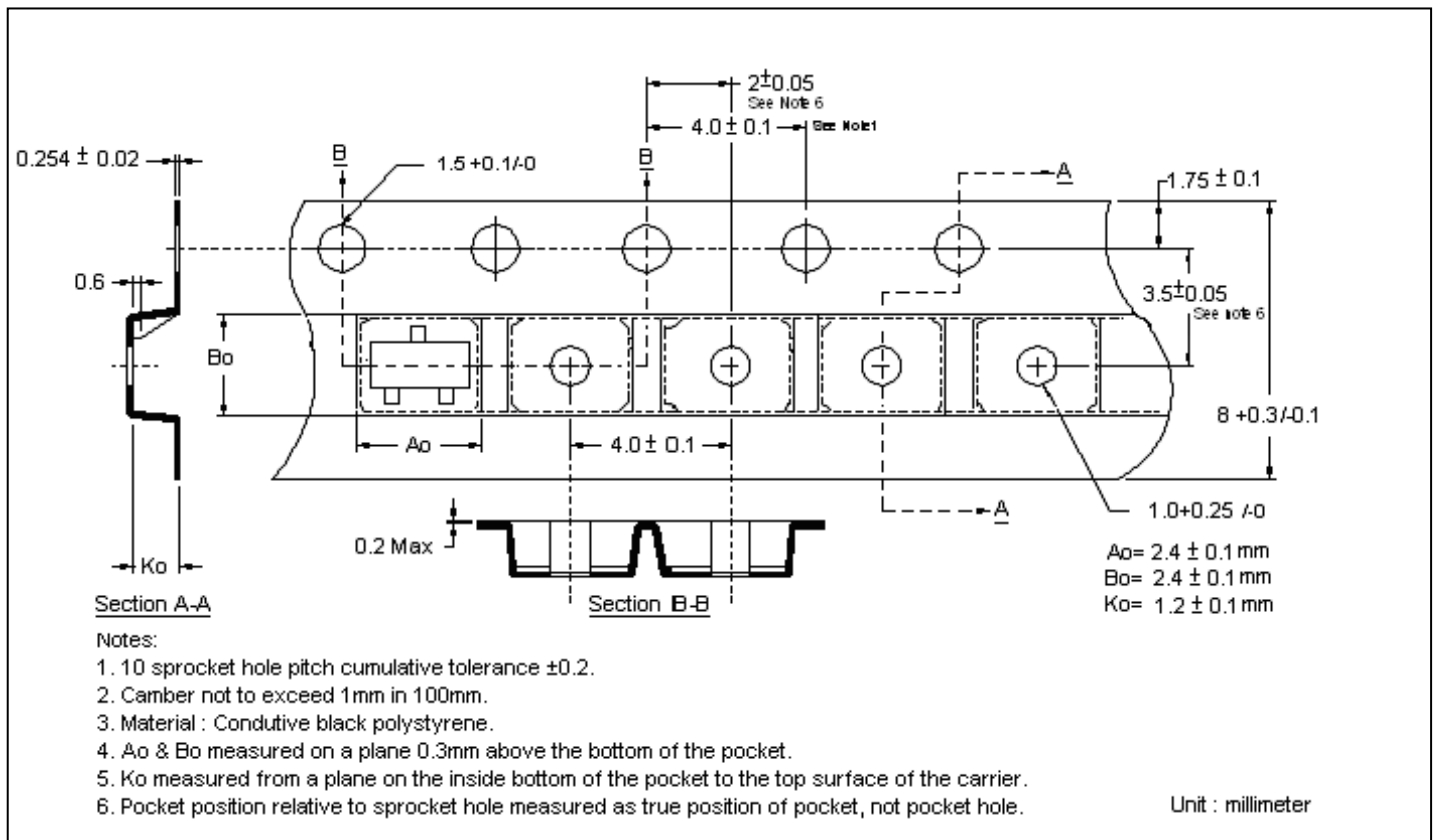 2±0.05
See Note 6
4.0 ± 0.1 See Note1
0.254 ± 0.02
B
1.5 +0.1/-0
B
A
1.75 ± 0.1
0.6
3.5±0.05
See note 6
Bo
8 +0.3/-0.1
Ao
4.0 ± 0.1
A
1.0+0.25 /-0
0.2 Max
Ko
Ao= 2.4 ± 0.1 mm
Bo= 2.4 ± 0.1 mm
Ko= 1.2 ± 0.1 mm
Section A-A
Section B-B
Notes:
1. 10 sprocket hole pitch cumulative tolerance ±0.2.
2. Camber not to exceed 1mm in 100mm.
3. Material : Condutive black polystyrene.
4. Ao & Bo measured on a plane 0.3mm above the bottom of the pocket.
5. Ko measured from a plane on the inside bottom of the pocket to the top surface of the carrier.
6. Pocket position relative to sprocket hole measured as true position of pocket, not pocket hole.
Unit : millimeter